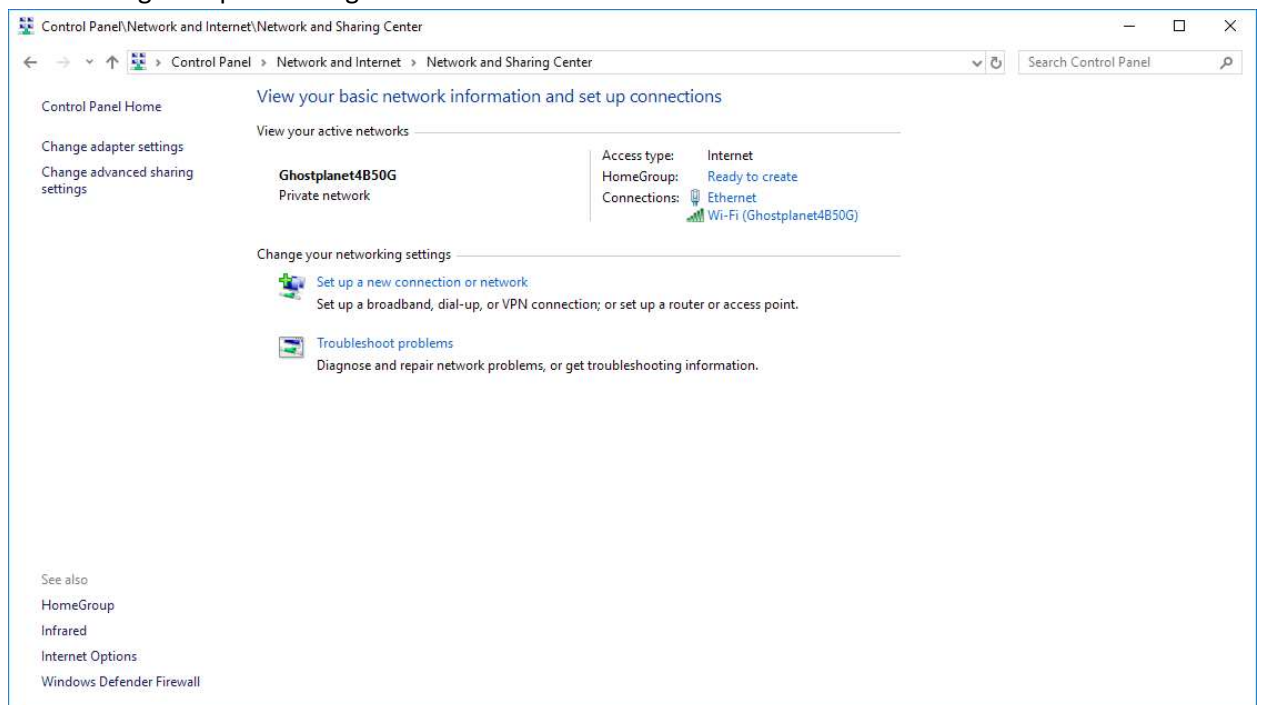 Control Panel\Network and Internet\Network and Sharing Center
Control Panel > Network and Internet > Network and Sharing Center
Search Control Panel
Control Panel Home
Change adapter settings
Change advanced sharing
settings
View your basic network information and set up connections
View your active networks
Ghostplanet4B50G
Private network
Access type: Internet
HomeGroup: Ready to create
Connections: Ethernet
Wi-Fi (Ghostplanet4B50G)
Change your networking settings
Set up a new connection or network
Set up a broadband, dial-up, or VPN connection; or set up a router or access point.
Troubleshoot problems
Diagnose and repair network problems, or get troubleshooting information.
See also
HomeGroup
Infrared
Internet Options
Windows Defender Firewall